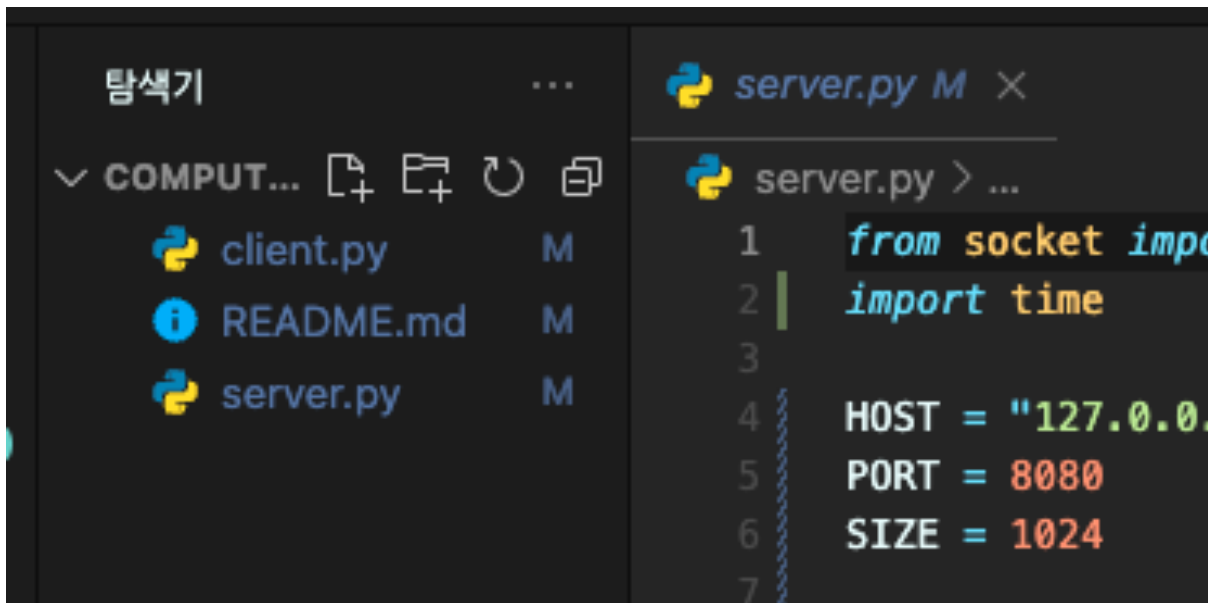 탐색기 ...
COMPUT...
client.py M
README.md M
server.py M
server.py M
server.py > ...
1 from socket impo
2 import time
3
4 HOST = "127.0.0.
5 PORT = 8080
6 SIZE = 1024
7